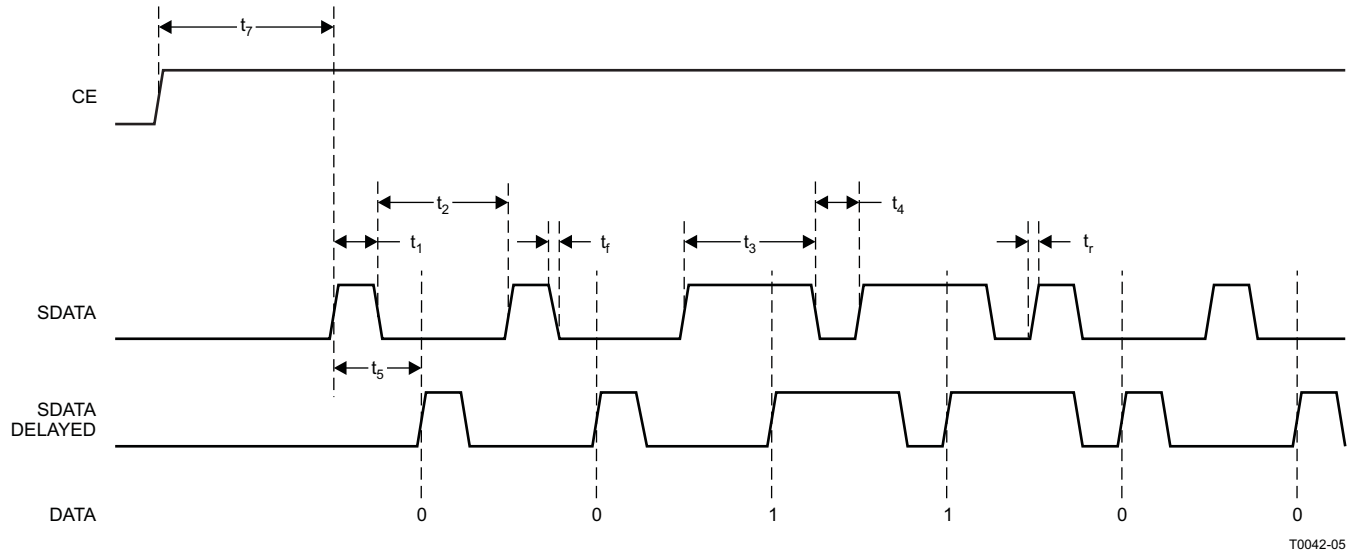 t7
CE
t2
t4
t1
tf
t3
tr
SDATA
t5
SDATA
DELAYED
DATA
0
0
1
1
0
0
T0042-05